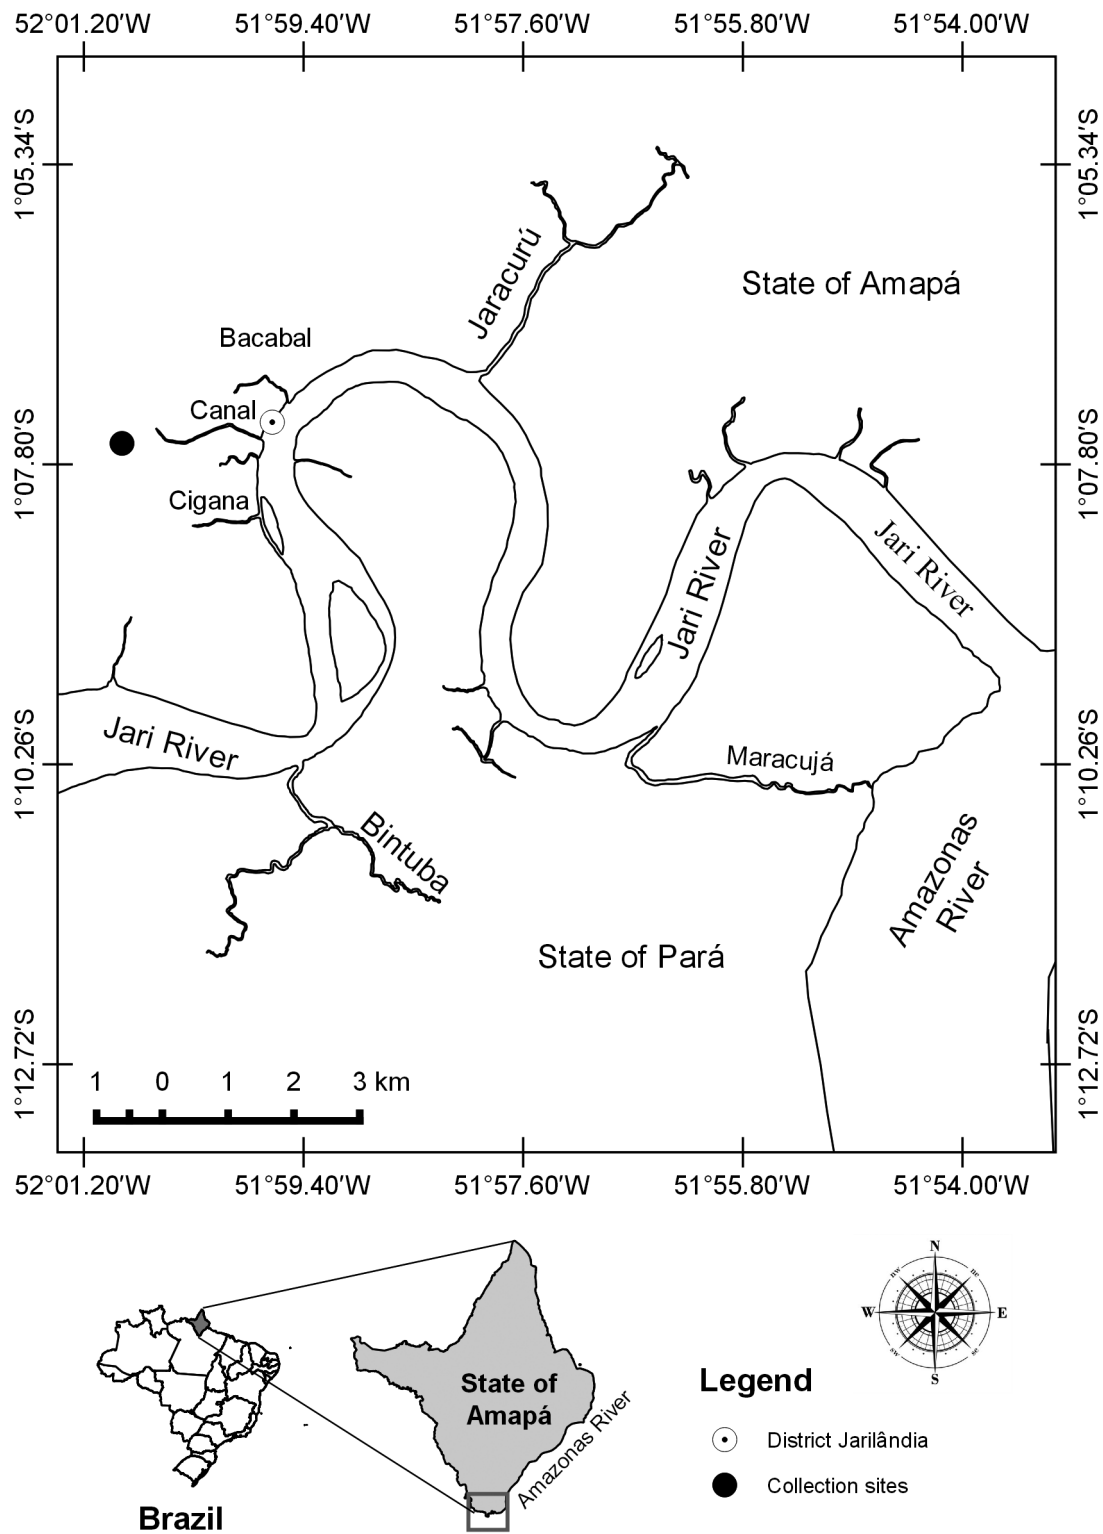 52°01.20'W 51°59.40'W 51°57.60'W 51°55.80'W 51°54.00'W
1°05.34'S
1°05.34'S
Jaracurú
State of Amapá
Bacabal
Canal
1°07.80'S
1°07.80'S
Cigana
Jari River
Jari River
Jari River
1°10.26'S
1°10.26'S
Maracujá
Bintuba
Amazonas
River
State of Pará
1°12.72'S
1°12.72'S
1 0 1 2 3 km
52°01.20'W 51°59.40'W 51°57.60'W 51°55.80'W 51°54.00'W
N
nw ne
W E
sw se
S
State of
Amapá
Amazonas River
Brazil
Legend
District Jarilândia
Collection sites